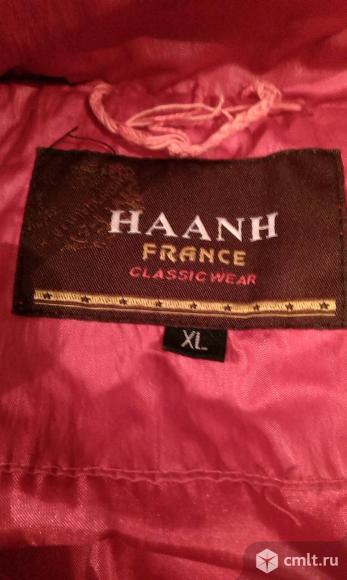 HAANH
FRANCE
CLASSIC WEAR
XL
cmlt.ru